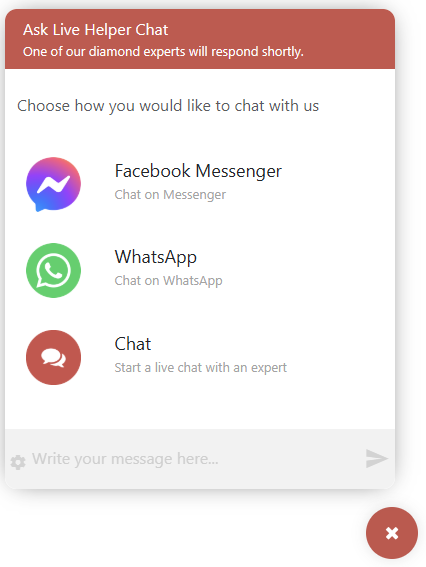 Ask Live Helper Chat
One of our diamond experts will respond shortly.
Choose how you would like to chat with us
Facebook Messenger
Chat on Messenger
WhatsApp
Chat on WhatsApp
Chat
Start a live chat with an expert
Write your message here...